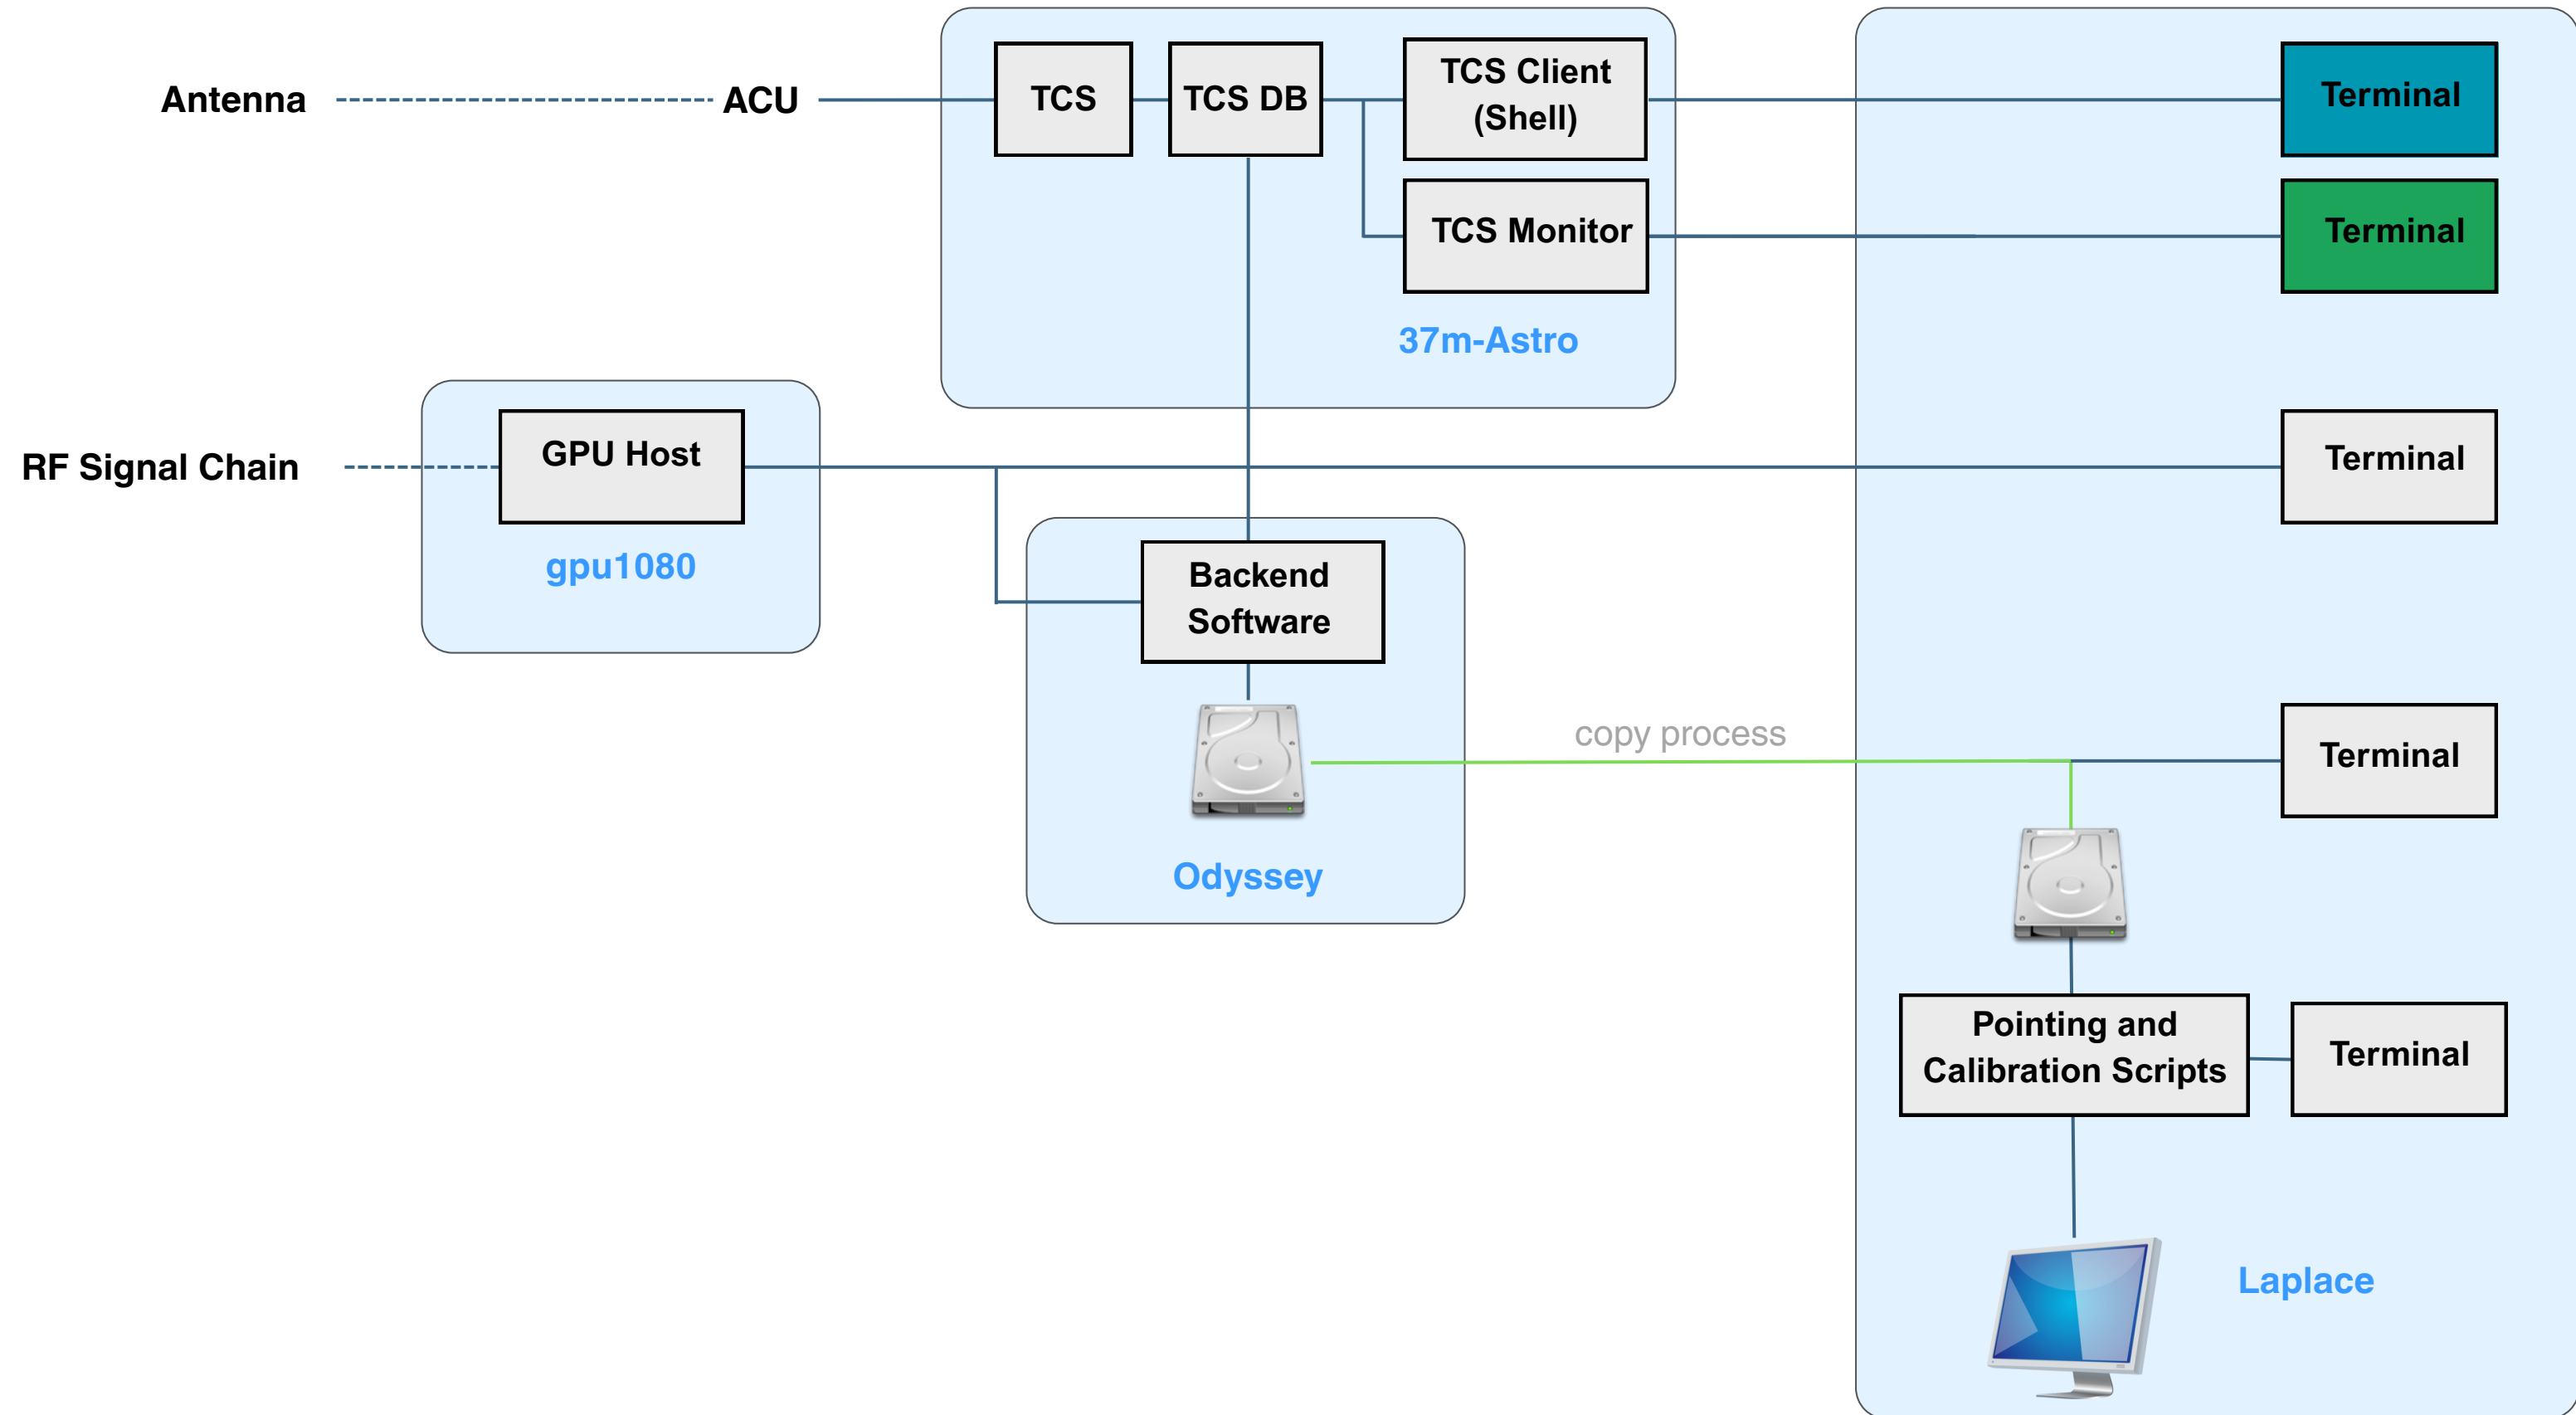 Antenna
ACU
TCS
TCS DB
TCS Client
(Shell)
Terminal
TCS Monitor
Terminal
37m-Astro
RF Signal Chain
GPU Host
Terminal
gpu1080
Backend
Software
copy process
Terminal
Odyssey
Pointing and
Calibration Scripts
Terminal
Laplace